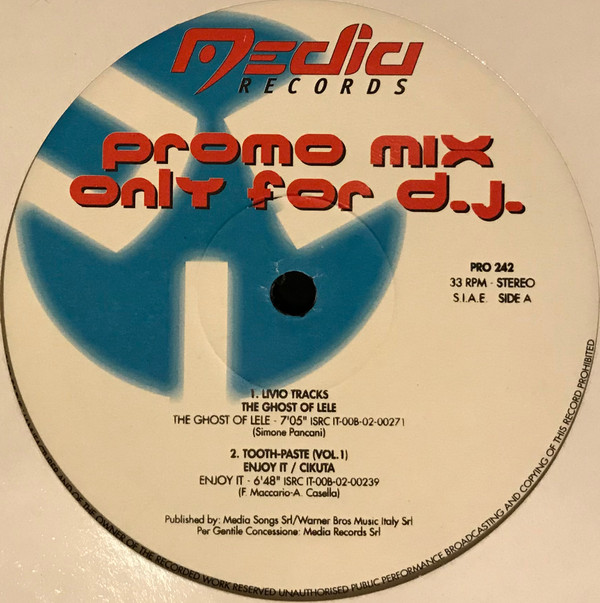 Media
RECORDS
promo mix
only for d.j.
PRO 242
33 RPM - STEREO
S.I.A.E. SIDE A
1. LIVIO TRACKS
THE GHOST OF LELE
THE GHOST OF LELE - 7'05" ISRC IT-00B-02-00271
(Simone Pancani)
2. TOOTH-PASTE (VOL.1)
ENJOY IT / CIKUTA
ENJOY IT - 6'48" ISRC IT-00B-02-00239
(F. Maccario-A. Casella)
Published by: Media Songs Srl/Warner Bros Music Italy Srl
Per Gentile Concessione: Media Records Srl
OF THE OWNER OF THE RECORDED WORK RESERVED UNAUTHORISED PUBLIC PERFORMANCE BROADCASTING AND COPYING OF THIS RECORD PROHIBITED